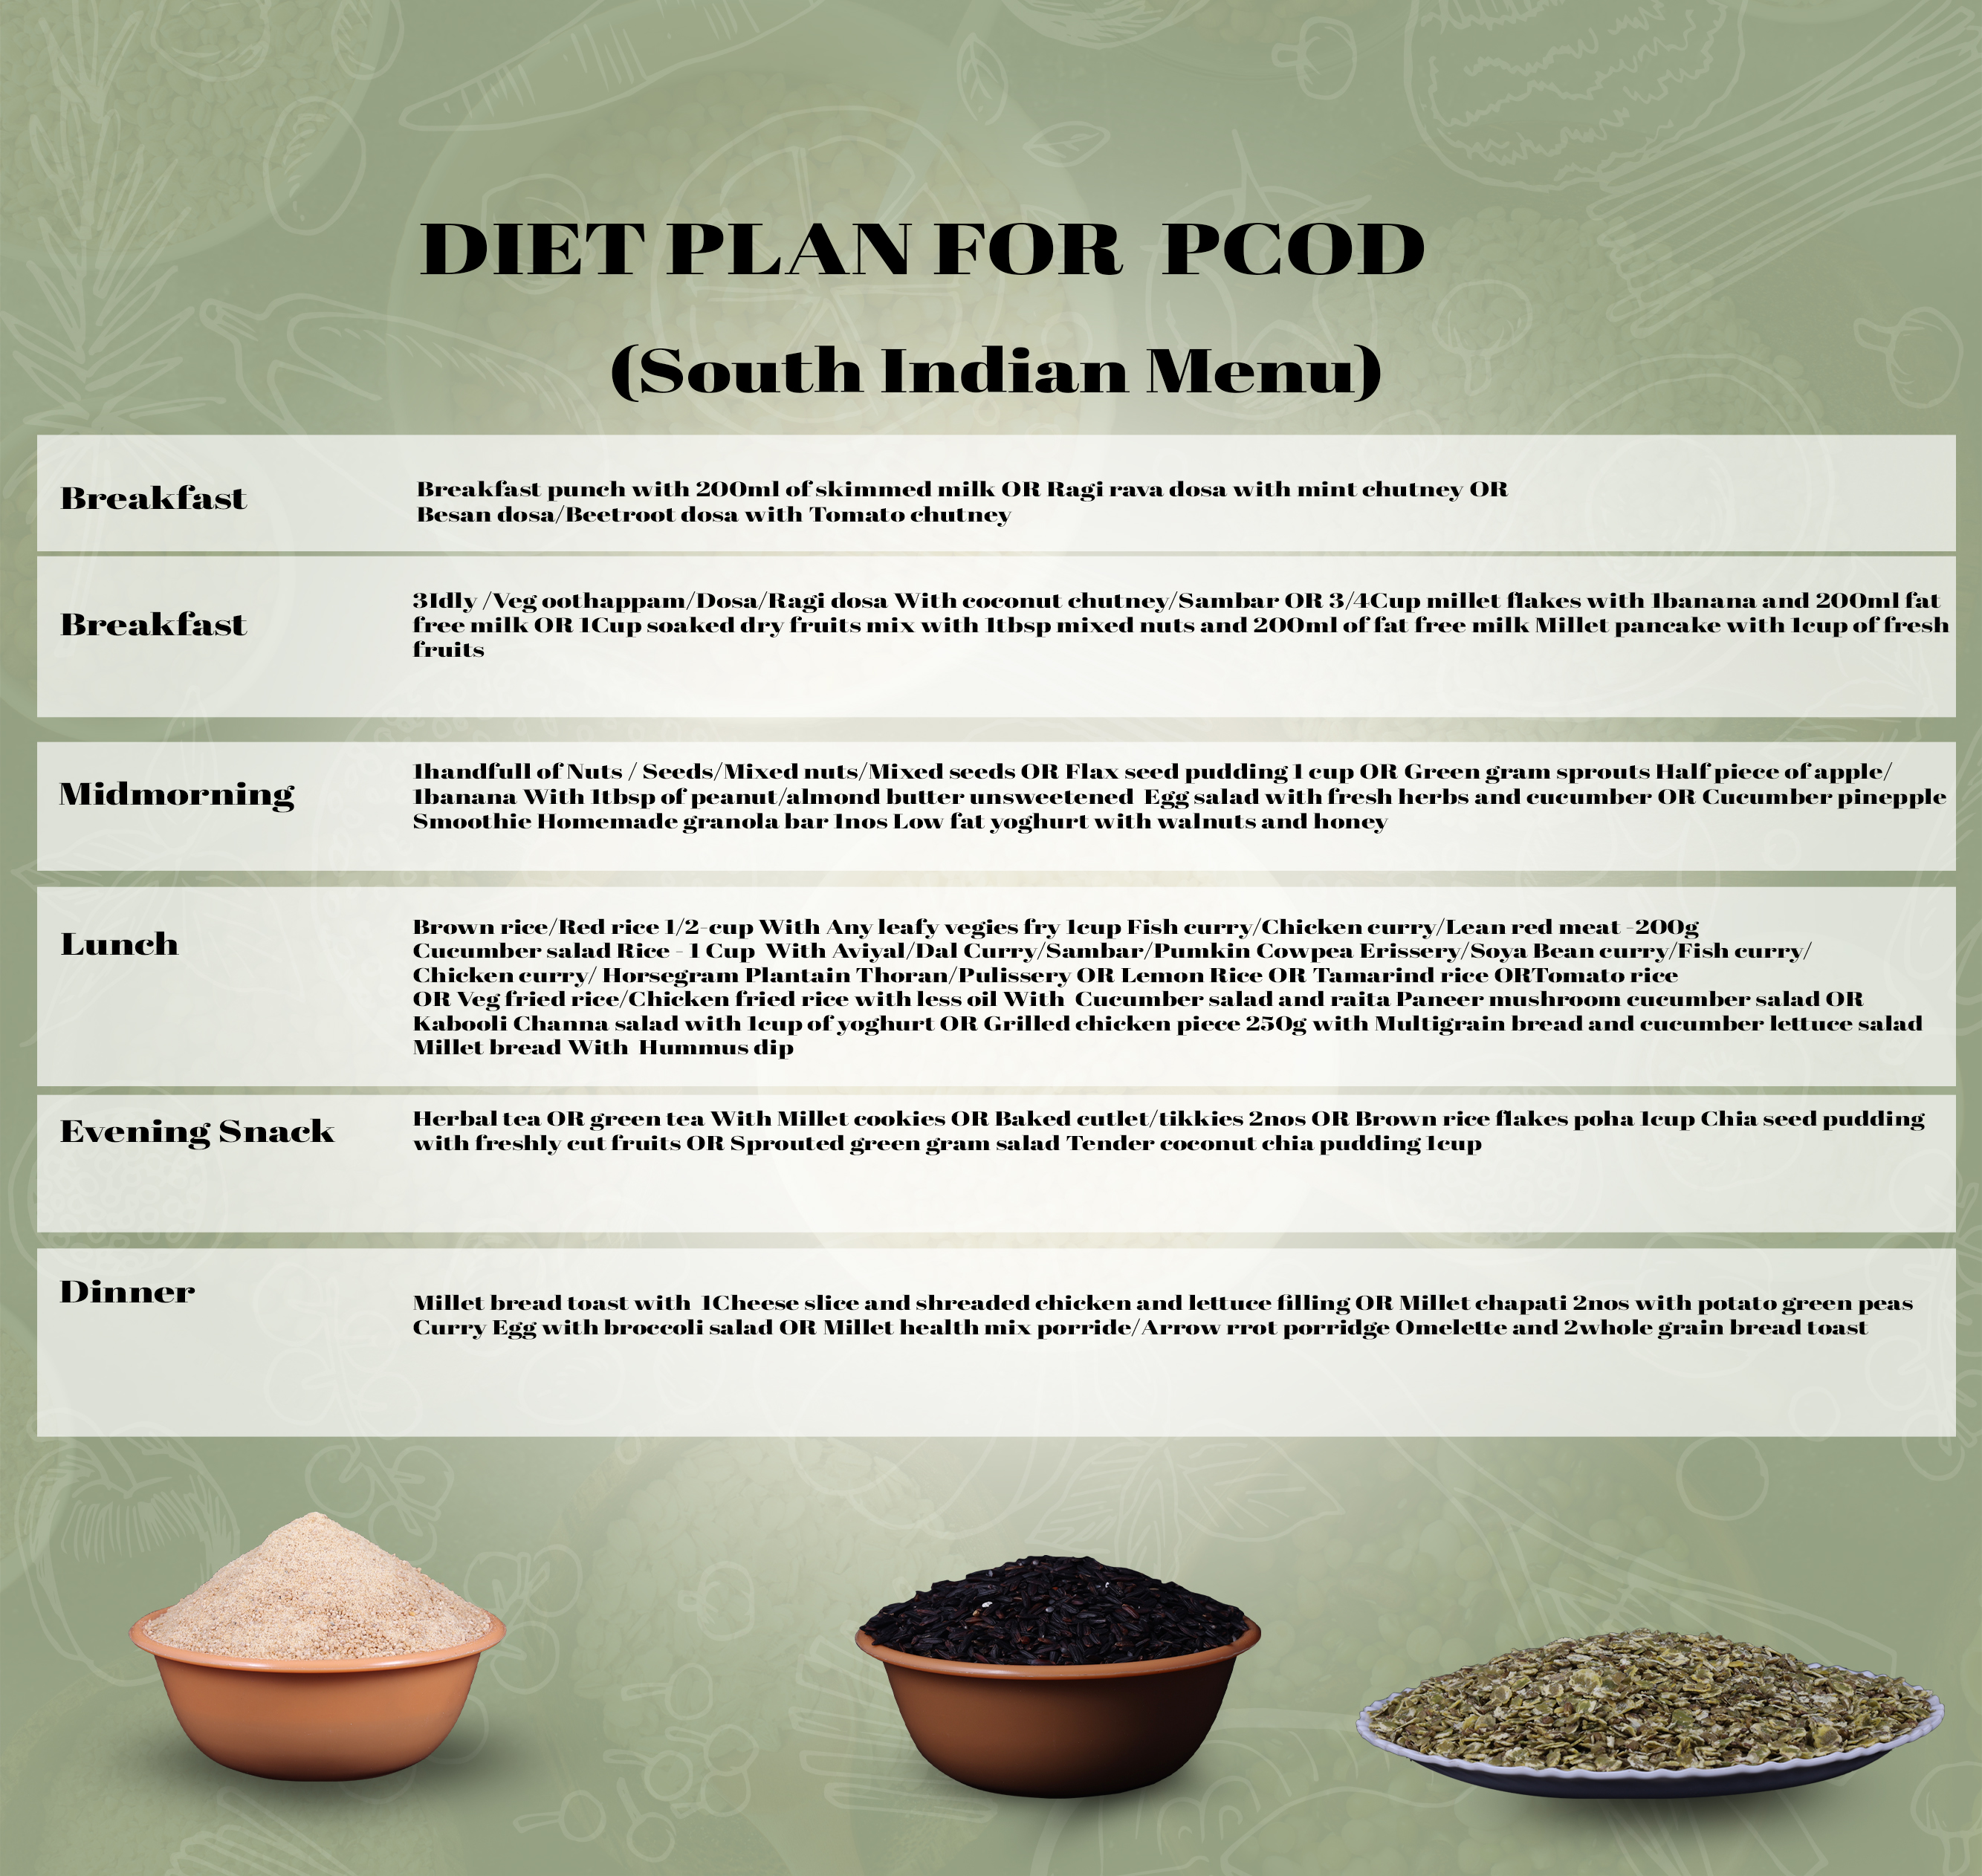 DIET PLAN FOR PCOD
(South Indian Menu)
Breakfast
Breakfast punch with 200ml of skimmed milk OR Ragi rava dosa with mint chutney OR
Besan dosa/Beetroot dosa with Tomato chutney
Breakfast
3Idly /Veg oothappam/Dosa/Ragi dosa With coconut chutney/Sambar OR 3/4Cup millet flakes with 1banana and 200ml fat
free milk OR 1Cup soaked dry fruits mix with 1tbsp mixed nuts and 200ml of fat free milk Millet pancake with 1cup of fresh
fruits
Midmorning
1handfull of Nuts / Seeds/Mixed nuts/Mixed seeds OR Flax seed pudding 1 cup OR Green gram sprouts Half piece of apple/
1banana With 1tbsp of peanut/almond butter unsweetened Egg salad with fresh herbs and cucumber OR Cucumber pinepple
Smoothie Homemade granola bar 1nos Low fat yoghurt with walnuts and honey
Lunch
Brown rice/Red rice 1/2-cup With Any leafy vegies fry 1cup Fish curry/Chicken curry/Lean red meat -200g
Cucumber salad Rice - 1 Cup With Aviyal/Dal Curry/Sambar/Pumkin Cowpea Erissery/Soya Bean curry/Fish curry/
Chicken curry/ Horsegram Plantain Thoran/Pulissery OR Lemon Rice OR Tamarind rice ORTomato rice
OR Veg fried rice/Chicken fried rice with less oil With Cucumber salad and raita Paneer mushroom cucumber salad OR
Kabooli Channa salad with 1cup of yoghurt OR Grilled chicken piece 250g with Multigrain bread and cucumber lettuce salad
Millet bread With Hummus dip
Evening Snack
Herbal tea OR green tea With Millet cookies OR Baked cutlet/tikkies 2nos OR Brown rice flakes poha 1cup Chia seed pudding
with freshly cut fruits OR Sprouted green gram salad Tender coconut chia pudding 1cup
Dinner
Millet bread toast with 1Cheese slice and shreaded chicken and lettuce filling OR Millet chapati 2nos with potato green peas
Curry Egg with broccoli salad OR Millet health mix porride/Arrow rrot porridge Omelette and 2whole grain bread toast